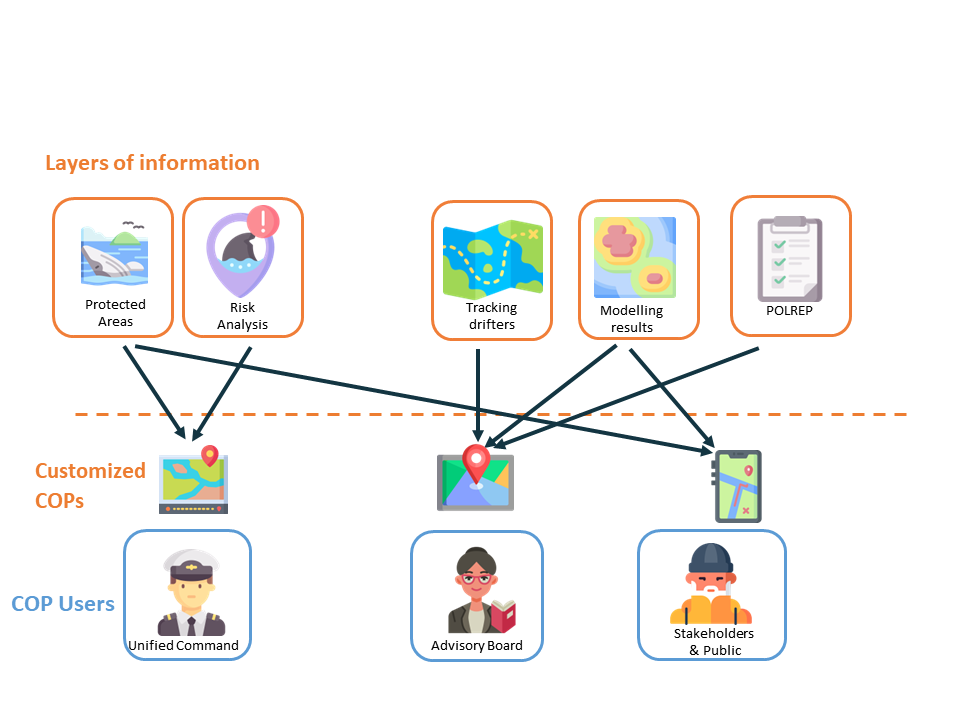 Layers of information
Protected
Areas
Risk
Analysis
Tracking
drifters
Modelling
results
POLREP
Customized
COPs
COP Users
Unified Command
Advisory Board
Stakeholders
& Public